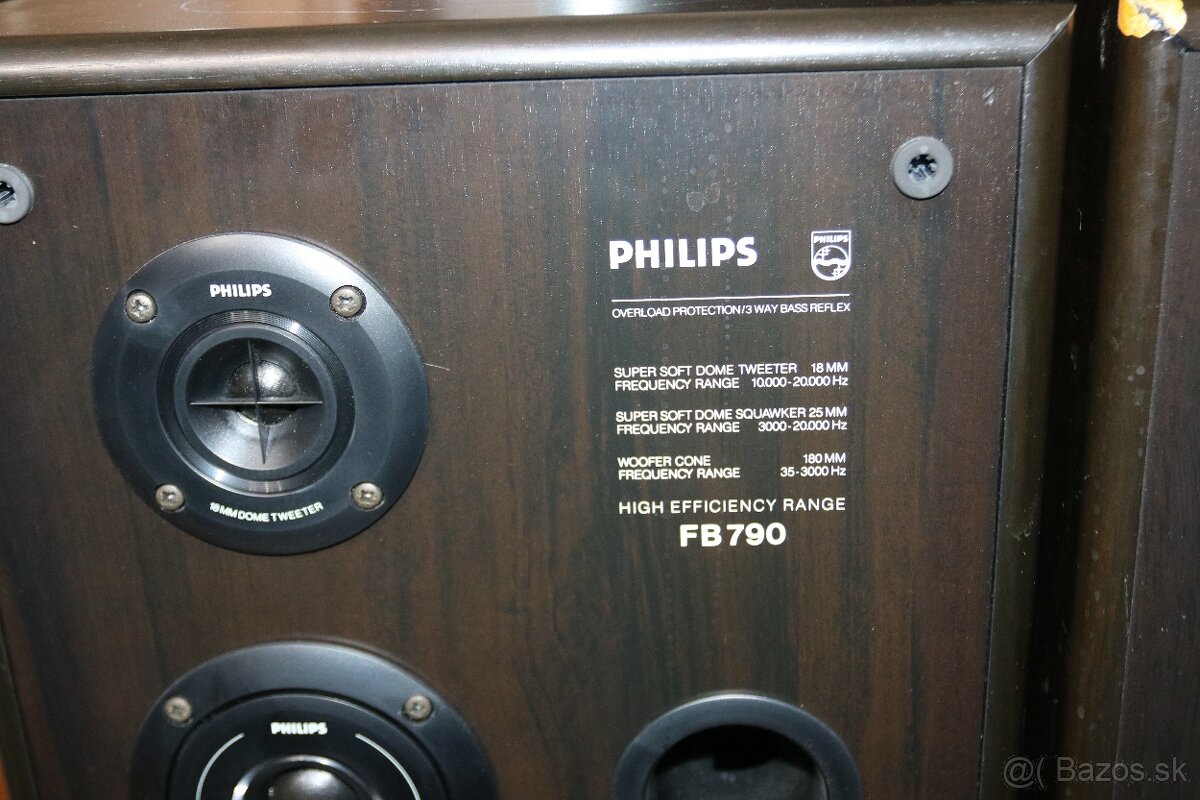 PHILIPS
18 MM DOME TWEETER
PHILIPS
PHILIPS
OVERLOAD PROTECTION/3 WAY BASS REFLEX
SUPER SOFT DOME TWEETER 18 MM
FREQUENCY RANGE 10.000-20.000 Hz
SUPER SOFT DOME SQUAWKER 25 MM
FREQUENCY RANGE 3000-20.000 Hz
WOOFER CONE 180 MM
FREQUENCY RANGE 35-3000 Hz
HIGH EFFICIENCY RANGE
FB 790
PHILIPS
@( Bazos.sk